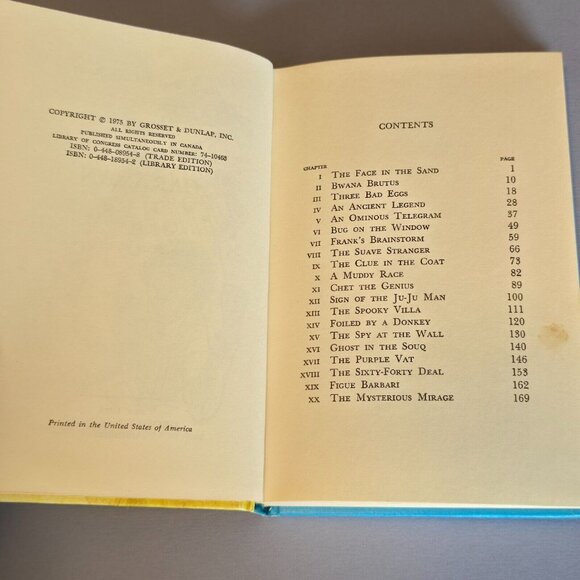 COPYRIGHT © 1975 BY GROSSET & DUNLAP, INC.
ALL RIGHTS RESERVED
PUBLISHED SIMULTANEOUSLY IN CANADA
LIBRARY OF CONGRESS CATALOG CARD NUMBER: 74-10463
ISBN: 0-448-08954-8 (TRADE EDITION)
ISBN: 0-448-18954-2 (LIBRARY EDITION)
Printed in the United States of America
CONTENTS
CHAPTER PAGE
I THE FACE IN THE SAND 1
II BWANA BRUTUS 10
III THREE BAD EGGS 18
IV AN ANCIENT LEGEND 28
V AN OMINOUS TELEGRAM 37
VI BUG ON THE WINDOW 49
VII FRANK'S BRAINSTORM 59
VIII THE SUAVE STRANGER 66
IX THE CLUE IN THE COAT 73
X A MUDDY RACE 82
XI CHET THE GENIUS 89
XII SIGN OF THE JU-JU MAN 100
XIII THE SPOOKY VILLA 111
XIV FOILED BY A DONKEY 120
XV THE SPY AT THE WALL 130
XVI GHOST IN THE SOUQ 140
XVII THE PURPLE VAT 146
XVIII THE SIXTY-FORTY DEAL 153
XIX FIGUE BARBARI 162
XX THE MYSTERIOUS MIRAGE 169